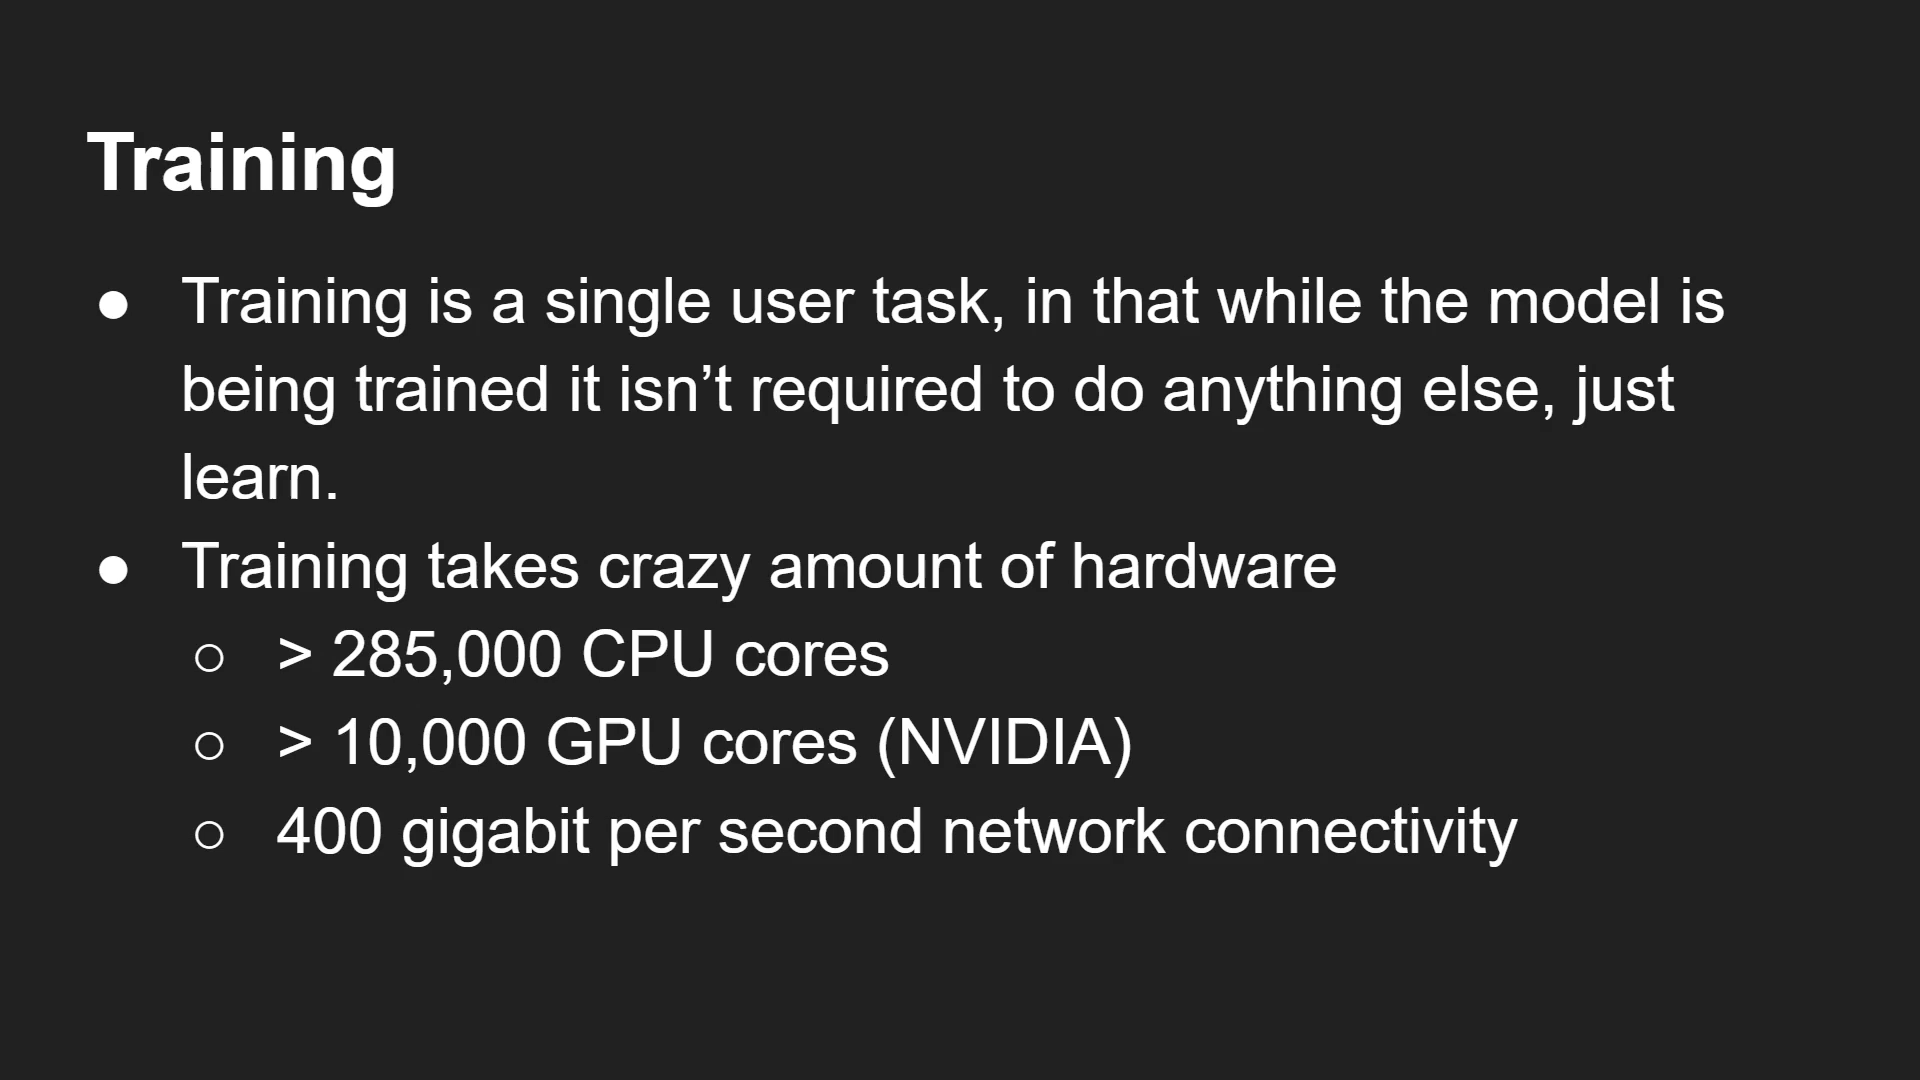 Training
● Training is a single user task, in that while the model is
being trained it isn’t required to do anything else, just
learn.
● Training takes crazy amount of hardware
○ > 285,000 CPU cores
○ > 10,000 GPU cores (NVIDIA)
○ 400 gigabit per second network connectivity